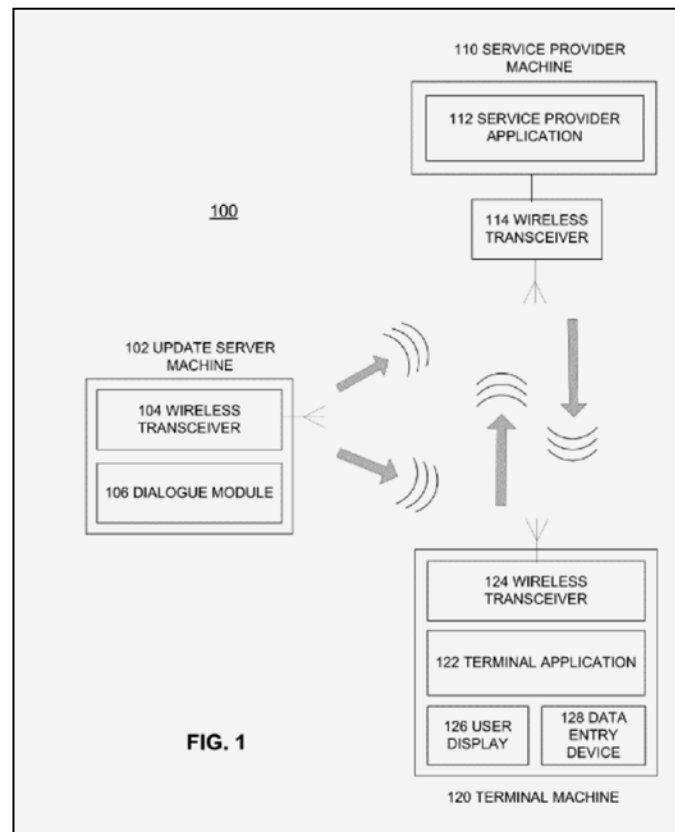 110 SERVICE PROVIDER
MACHINE
112 SERVICE PROVIDER
APPLICATION
100
114 WIRELESS
TRANSCEIVER
102 UPDATE SERVER
MACHINE
104 WIRELESS
TRANSCEIVER
106 DIALOGUE MODULE
124 WIRELESS
TRANSCEIVER
122 TERMINAL APPLICATION
126 USER
DISPLAY
128 DATA
ENTRY
DEVICE
FIG. 1
120 TERMINAL MACHINE